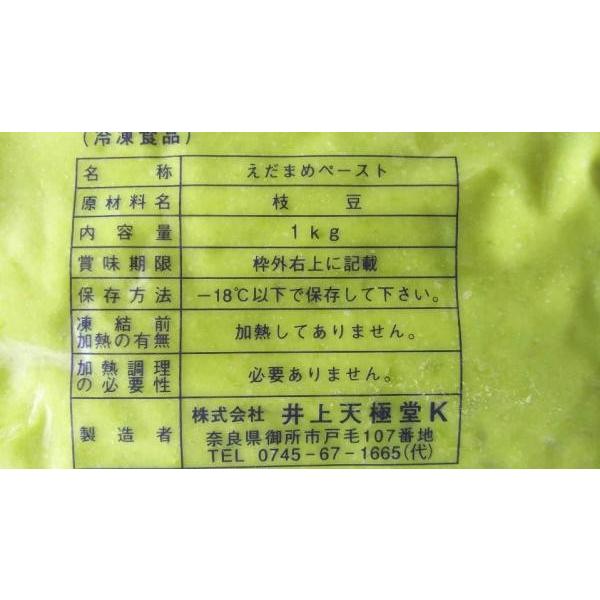 (冷凍食品)
名称 えだまめペースト
原材料名 枝豆
内容量 1kg
賞味期限 枠外右上に記載
保存方法 -18℃以下で保存して下さい。
凍結前
加熱の有無 加熱してありません。
加熱調理
の必要性 必要ありません。
製造者 株式会社 井上天極堂K
奈良県御所市戸毛107番地
TEL 0745-67-1665(代)